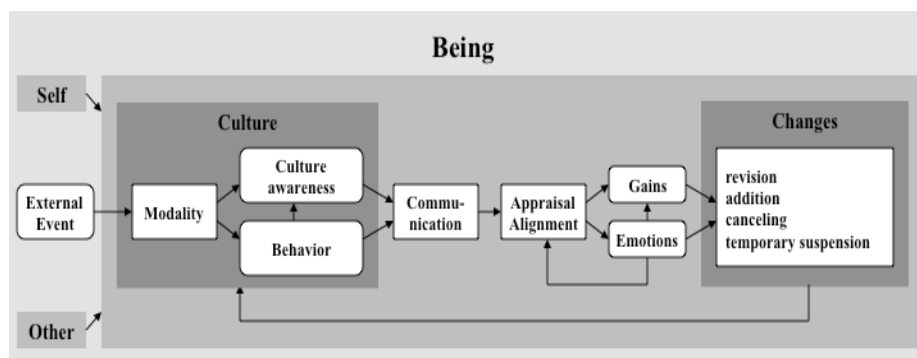 Being
Self
Culture
Changes
Culture
awareness
External
Event
Modality
Behavior
Commu-
nication
Appraisal
Alignment
Gains
Emotions
revision
addition
canceling
temporary suspension
Other